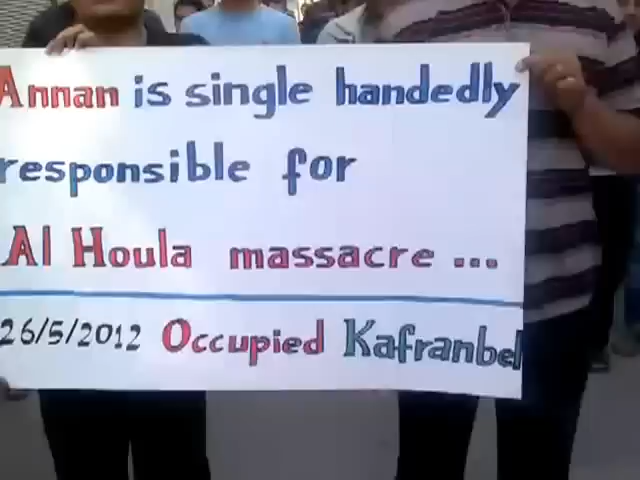 Annan is single handedly
responsible for
Al Houla massacre ...
26/5/2012 Occupied Kafranbel